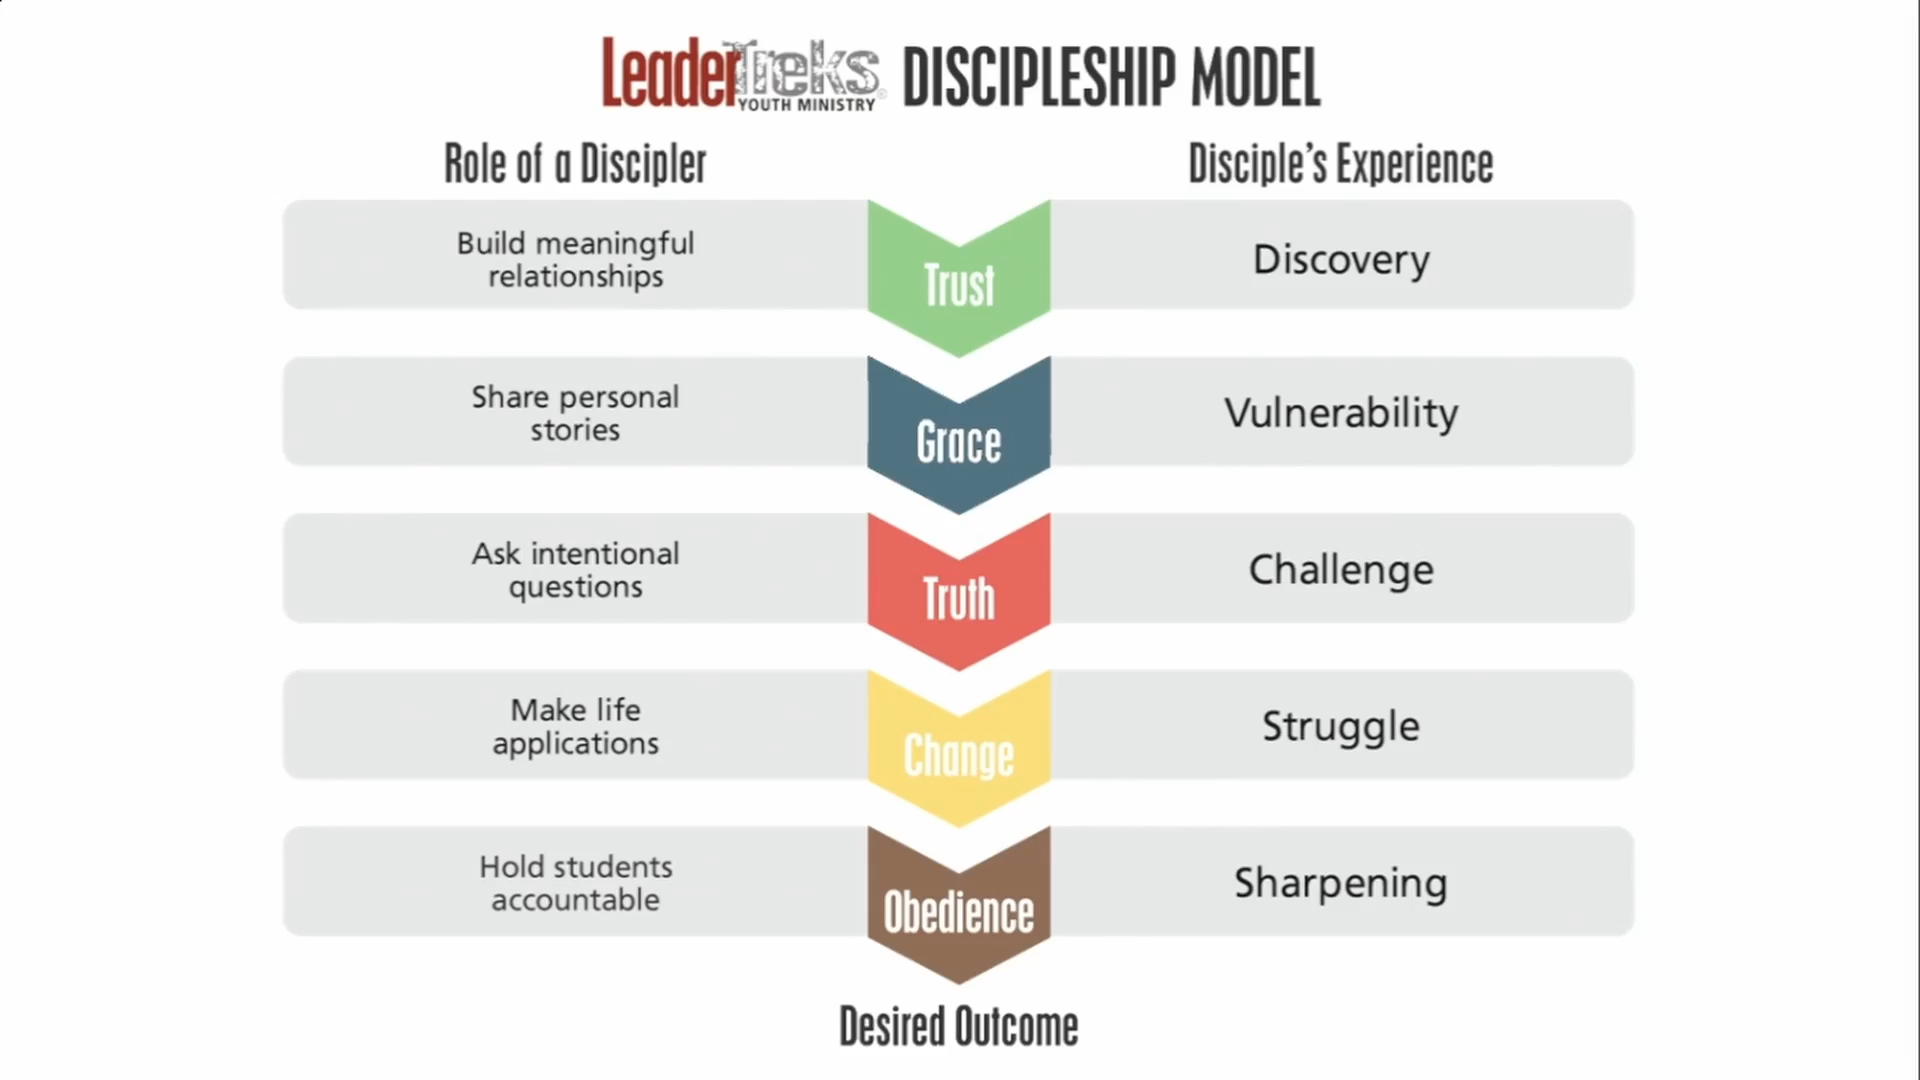 LeaderTreks® DISCIPLESHIP MODEL
YOUTH MINISTRY
Role of a Discipler
Disciple’s Experience
Build meaningful
relationships
Trust
Discovery
Share personal
stories
Grace
Vulnerability
Ask intentional
questions
Truth
Challenge
Make life
applications
Change
Struggle
Hold students
accountable
Obedience
Sharpening
Desired Outcome